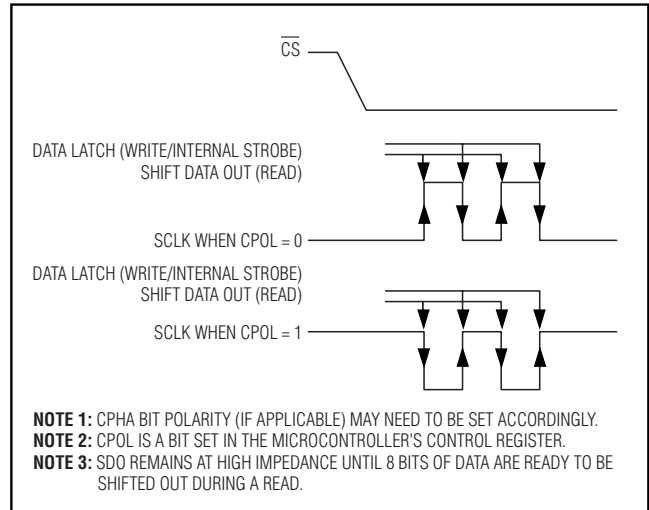 CS
DATA LATCH (WRITE/INTERNAL STROBE)
SHIFT DATA OUT (READ)
SCLK WHEN CPOL = 0
DATA LATCH (WRITE/INTERNAL STROBE)
SHIFT DATA OUT (READ)
SCLK WHEN CPOL = 1
NOTE 1: CPHA BIT POLARITY (IF APPLICABLE) MAY NEED TO BE SET ACCORDINGLY.
NOTE 2: CPOL IS A BIT SET IN THE MICROCONTROLLER'S CONTROL REGISTER.
NOTE 3: SDO REMAINS AT HIGH IMPEDANCE UNTIL 8 BITS OF DATA ARE READY TO BE
SHIFTED OUT DURING A READ.